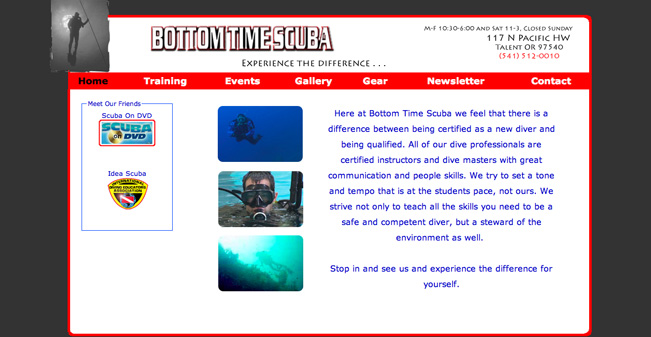 BOTTOM TIME SCUBA
Experience the difference . . .
M-F 10:30-6:00 and Sat 11-3, Closed Sunday
117 N Pacific HW
Talent OR 97540
(541) 512-0010
Home Training Events Gallery Gear Newsletter Contact
Meet Our Friends
Scuba On DVD
SCUBA
on DVD
Idea Scuba
INTERNATIONAL
DIVING EDUCATORS
ASSOCIATION
Here at Bottom Time Scuba we feel that there is a
difference between being certified as a new diver and
being qualified. All of our dive professionals are
certified instructors and dive masters with great
communication and people skills. We try to set a tone
and tempo that is at the students pace, not ours. We
strive not only to teach all the skills you need to be a
safe and competent diver, but a steward of the
environment as well.
Stop in and see us and experience the difference for
yourself.